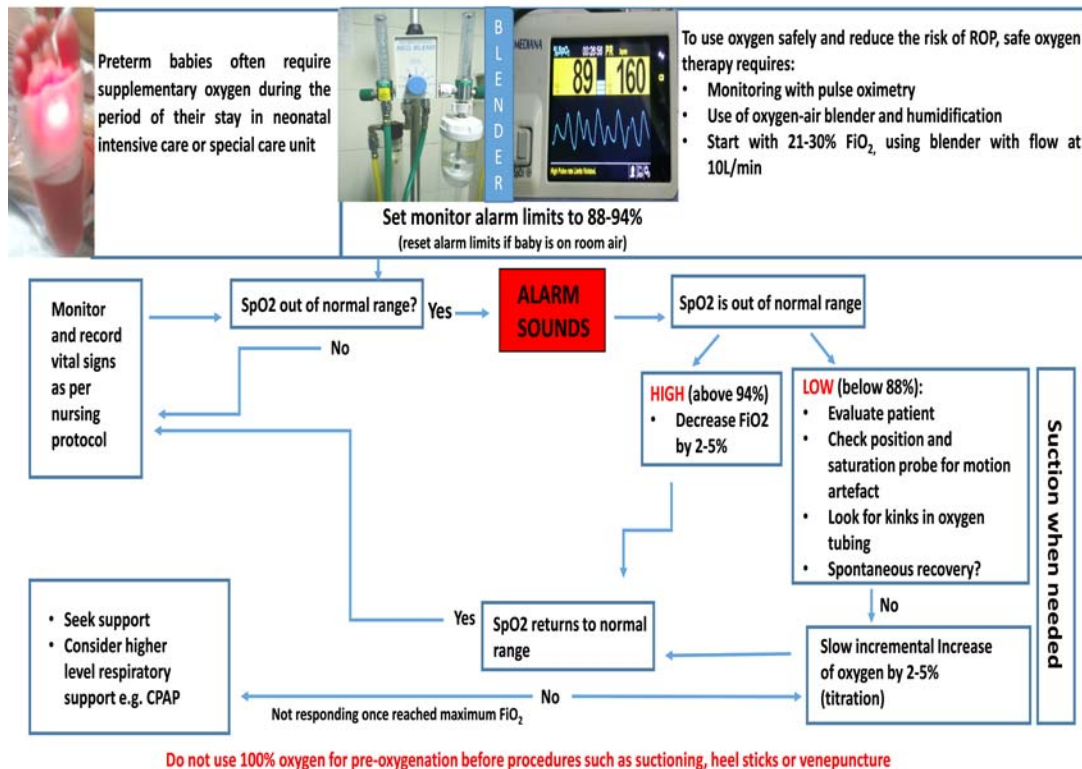 Preterm babies often require
supplementary oxygen during the
period of their stay in neonatal
intensive care or special care unit
BLENDER
MEDIANA
%SpO2
00:28:58
PR
89
160
To use oxygen safely and reduce the risk of ROP, safe oxygen
therapy requires:
• Monitoring with pulse oximetry
• Use of oxygen-air blender and humidification
• Start with 21-30% FiO2, using blender with flow at
10L/min
Set monitor alarm limits to 88-94%
(reset alarm limits if baby is on room air)
Monitor
and record
vital signs
as per
nursing
protocol
SpO2 out of normal range?
Yes
No
ALARM
SOUNDS
SpO2 is out of normal range
HIGH (above 94%)
• Decrease FiO2
by 2-5%
LOW (below 88%):
• Evaluate patient
• Check position and
saturation probe for motion
artefact
• Look for kinks in oxygen
tubing
• Spontaneous recovery?
Suction when needed
No
Slow incremental Increase
of oxygen by 2-5%
(titration)
SpO2 returns to normal
range
Yes
No
Not responding once reached maximum FiO2
• Seek support
• Consider higher
level respiratory
support e.g. CPAP
Do not use 100% oxygen for pre-oxygenation before procedures such as suctioning, heel sticks or venepuncture